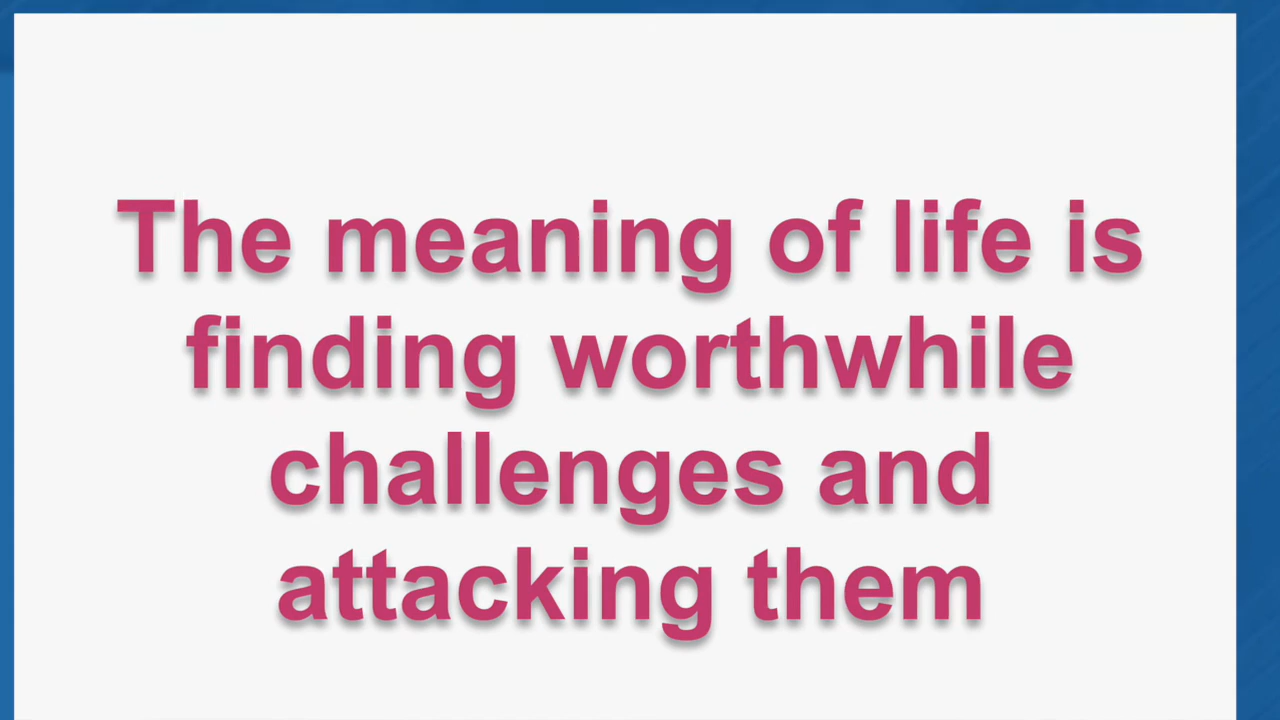 The meaning of life is
finding worthwhile
challenges and
attacking them